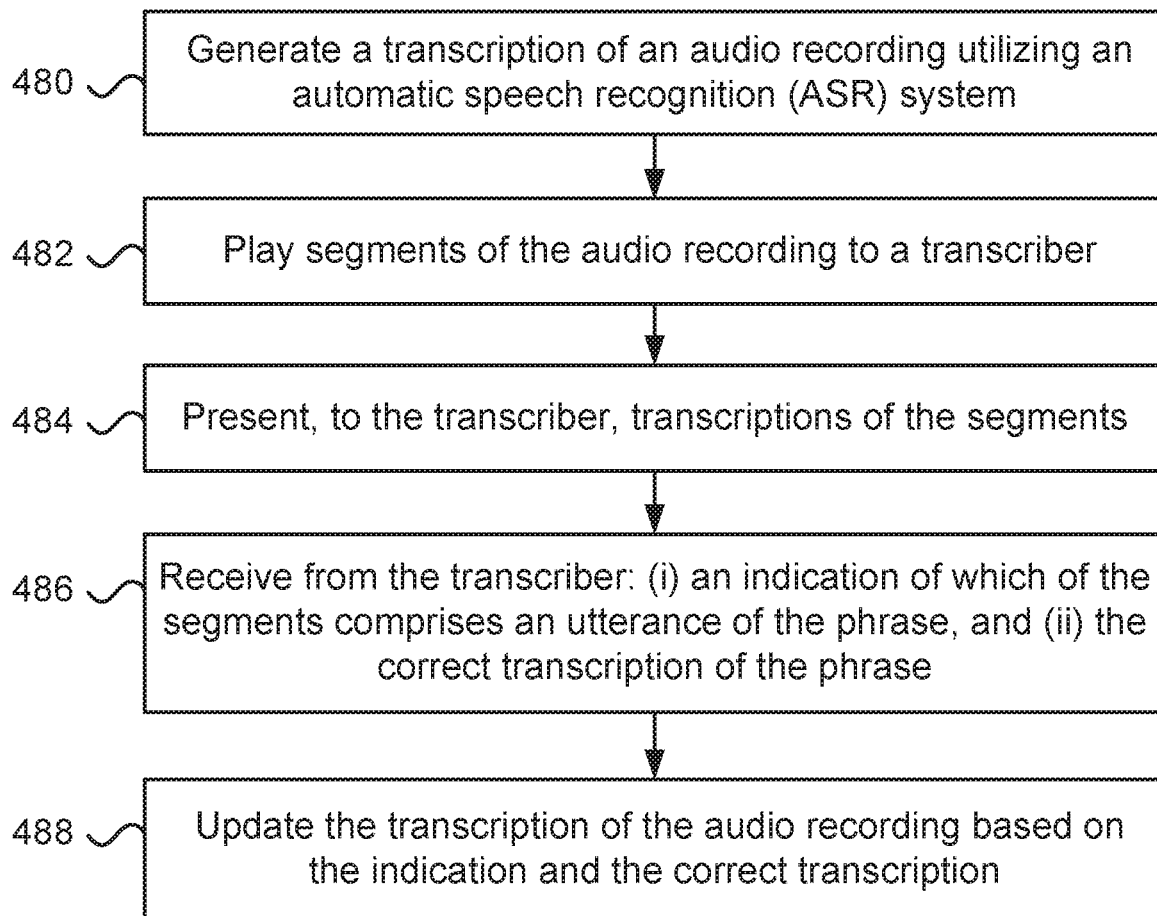 480
Generate a transcription of an audio recording utilizing an
automatic speech recognition (ASR) system
482
Play segments of the audio recording to a transcriber
484
Present, to the transcriber, transcriptions of the segments
486
Receive from the transcriber: (i) an indication of which of the
segments comprises an utterance of the phrase, and (ii) the
correct transcription of the phrase
488
Update the transcription of the audio recording based on
the indication and the correct transcription